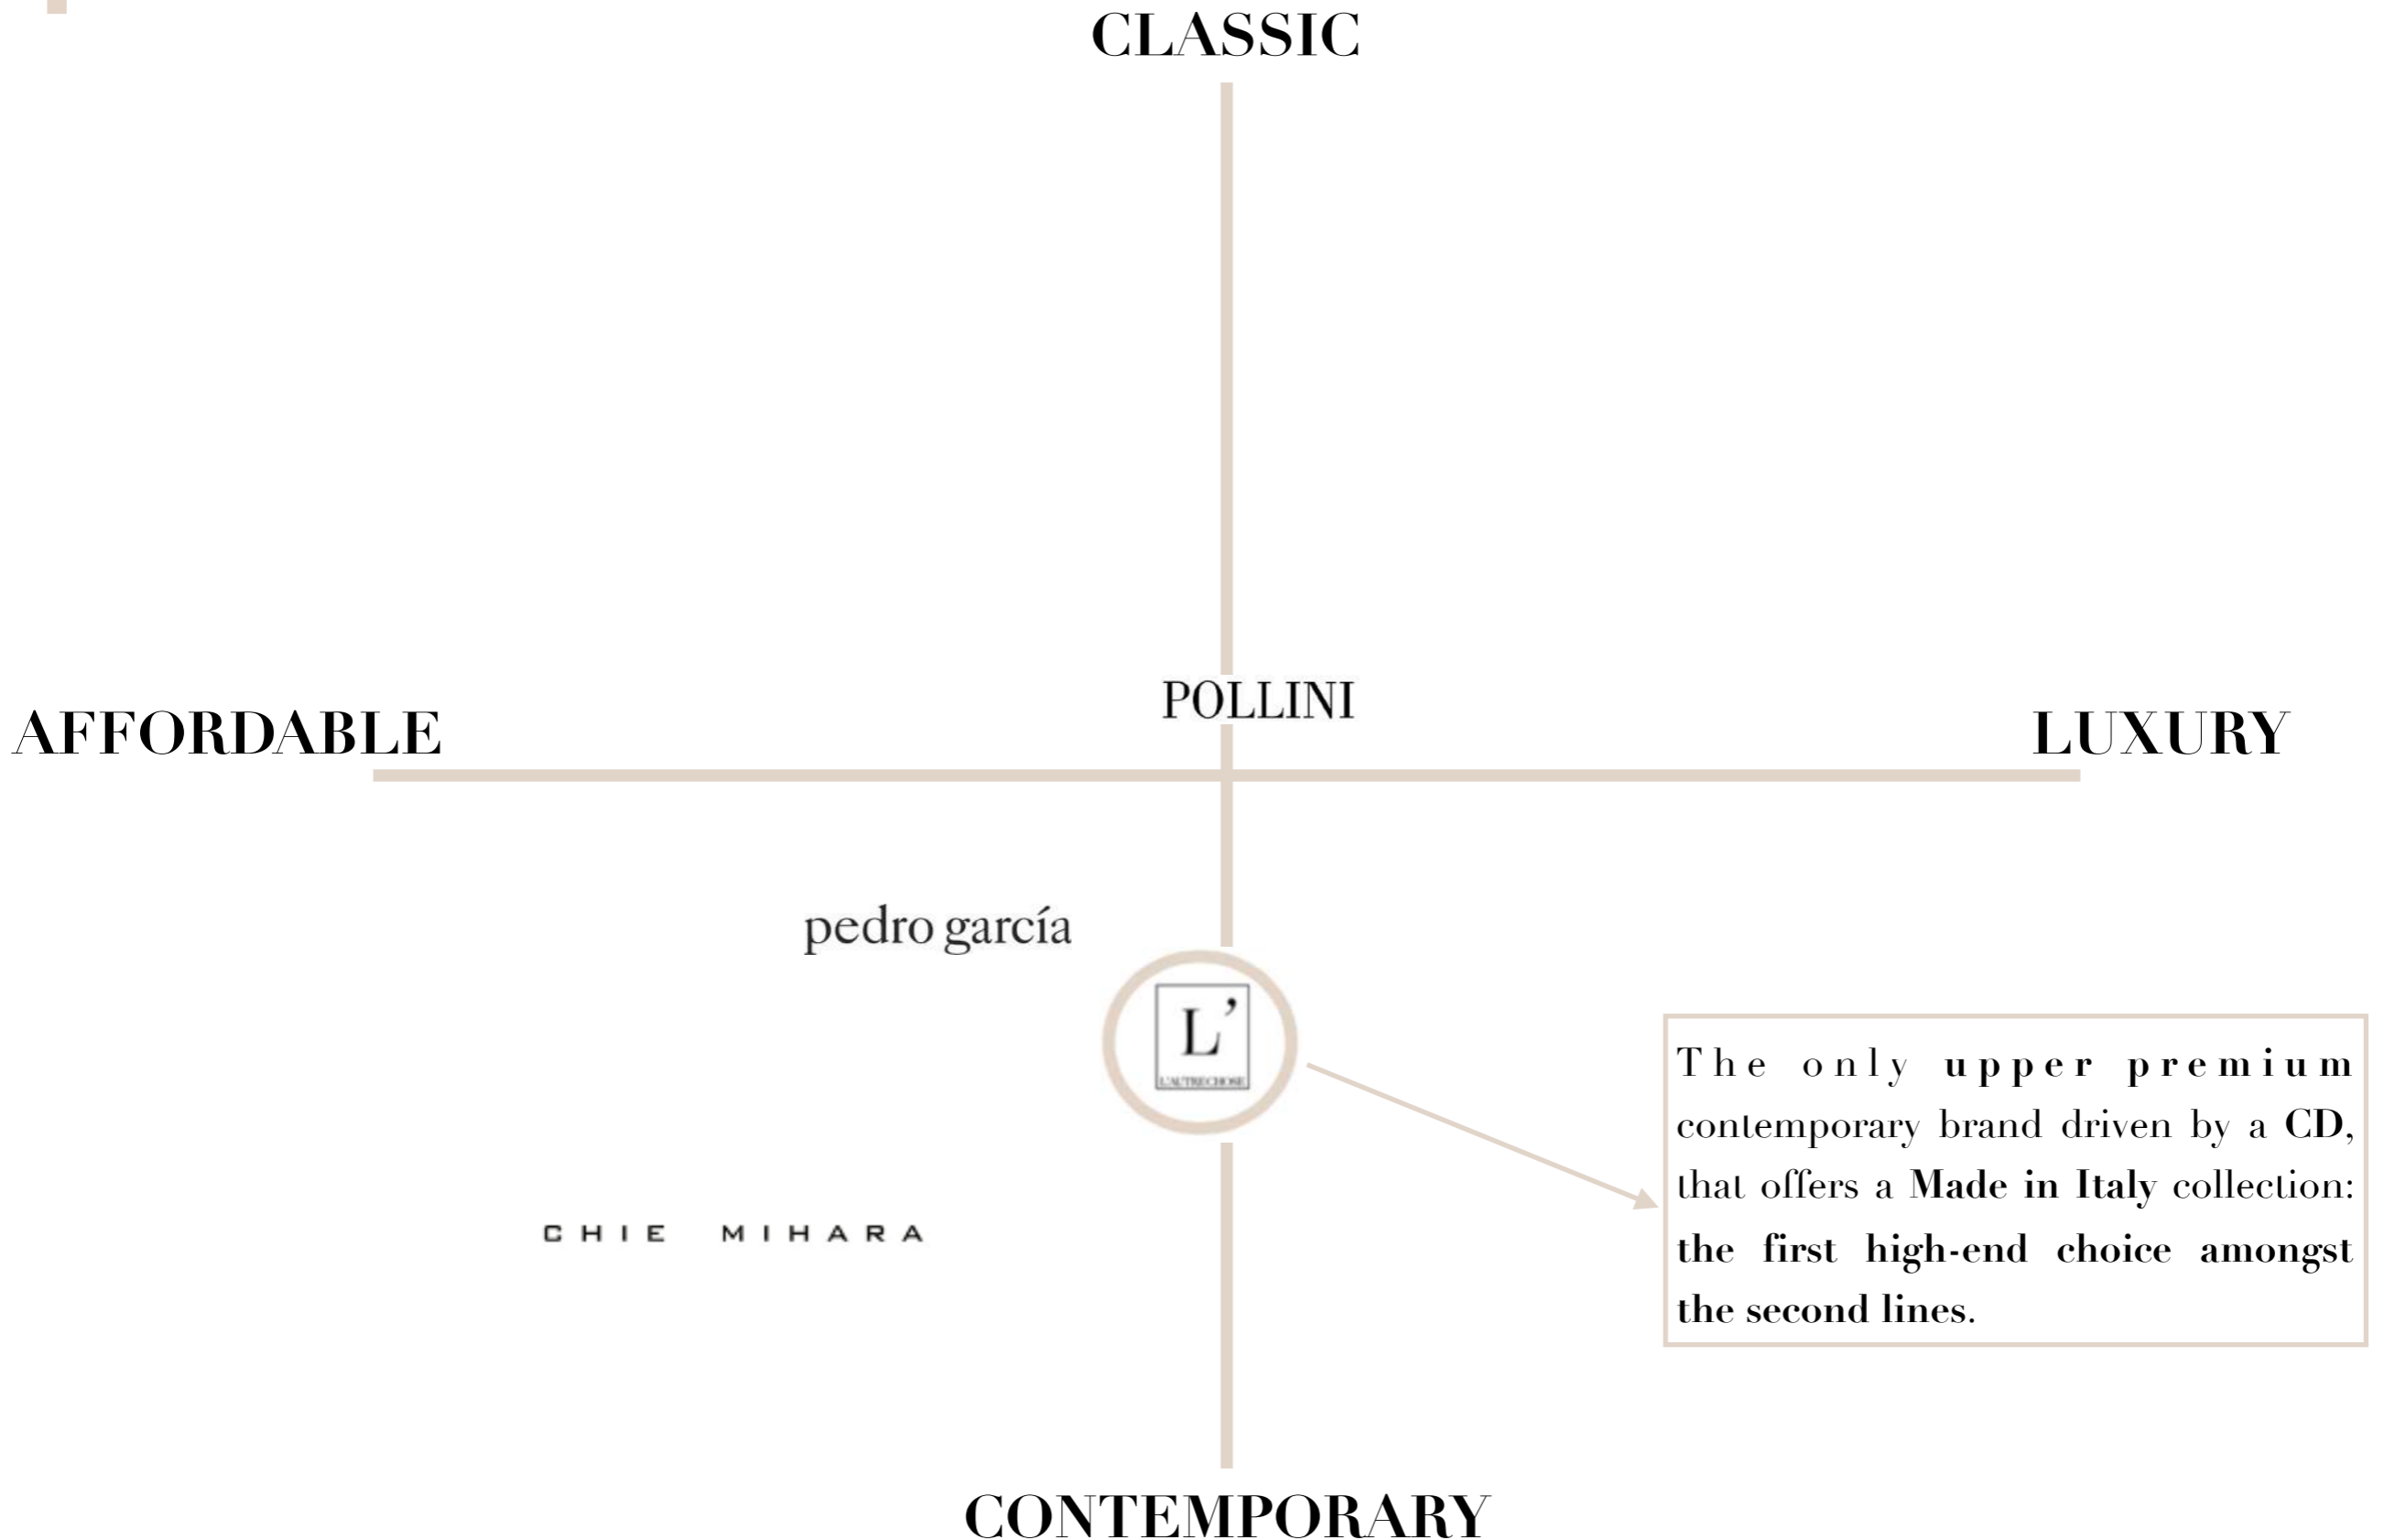 CLASSIC
POLLINI
AFFORDABLE
LUXURY
pedro garcía
L’
L'AUTRECHOSE
The only upper premium
contemporary brand driven by a CD,
that offers a Made in Italy collection:
the first high-end choice amongst
the second lines.
CHIE MIHARA
CONTEMPORARY